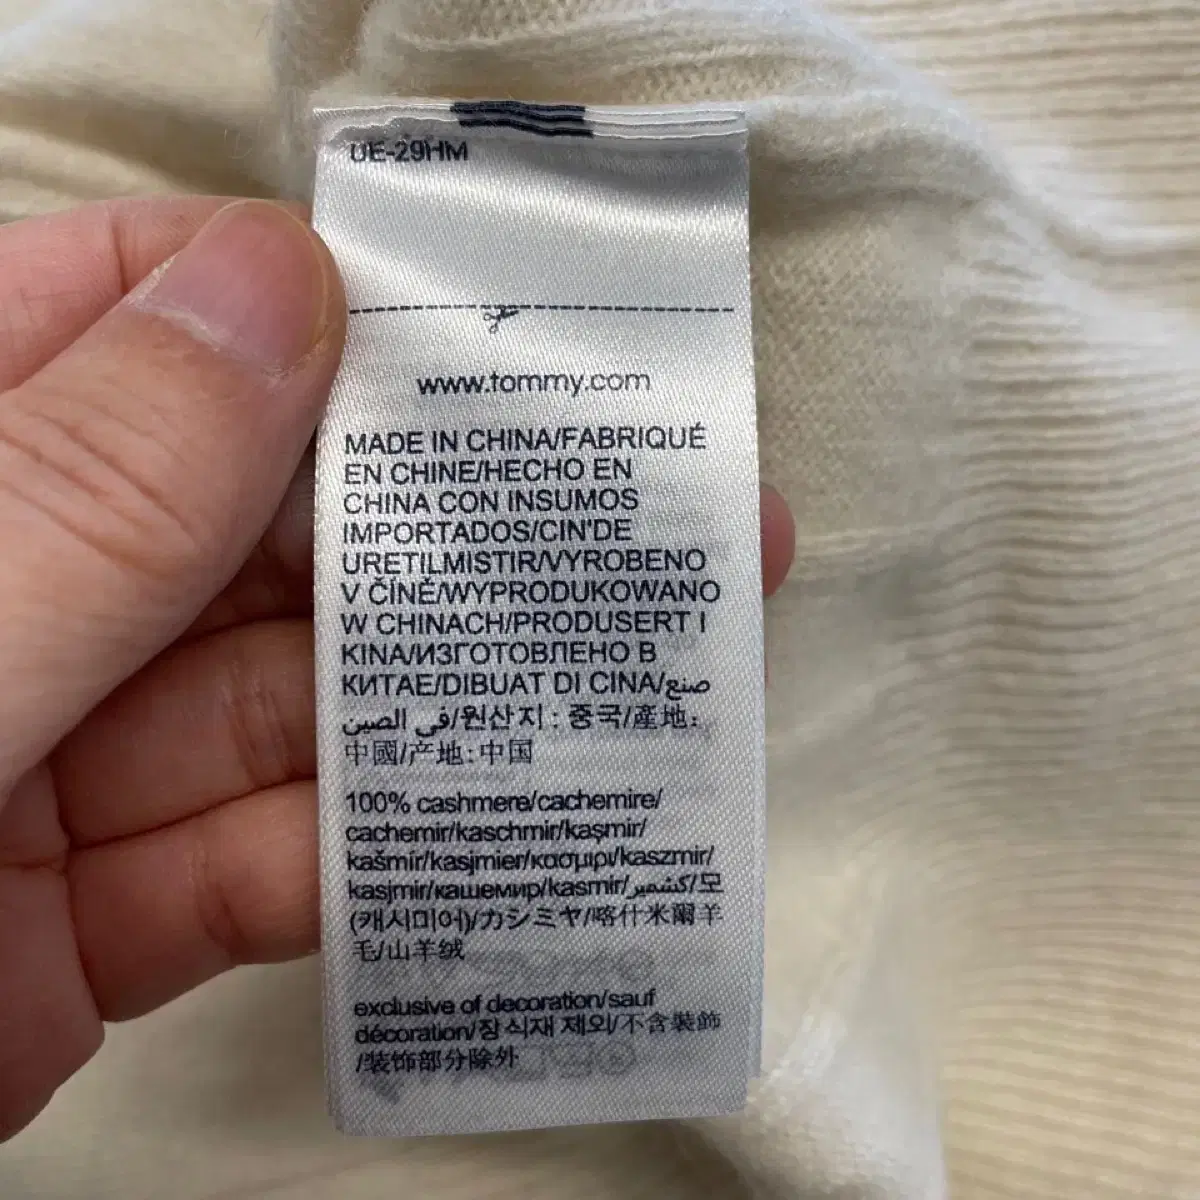 UE-29HM
www.tommy.com
MADE IN CHINA/FABRIQUÉ
EN CHINE/HECHO EN
CHINA CON INSUMOS
IMPORTADOS/CIN'DE
URETILMISTIR/VYROBENO
V ČÍNĚ/WYPRODUKOWANO
W CHINACH/PRODUSERT I
KINA/ИЗГОТОВЛЕНО В
КИТАЕ/DIBUAT DI CINA/صنع
في الصين/원산지 : 중국/產地:
中國/产地:中国
100% cashmere/cachemire/
cachemir/kaschmir/kaşmir/
kašmír/kasjmier/κασμιρι/kaszmir/
kasjmir/кашемир/kasmir/كشمير/모
(캐시미어)/カシミヤ/喀什米爾羊
毛/山羊绒
exclusive of decoration/sauf
décoration/장식재 제외/不含裝飾
/装饰部分除外